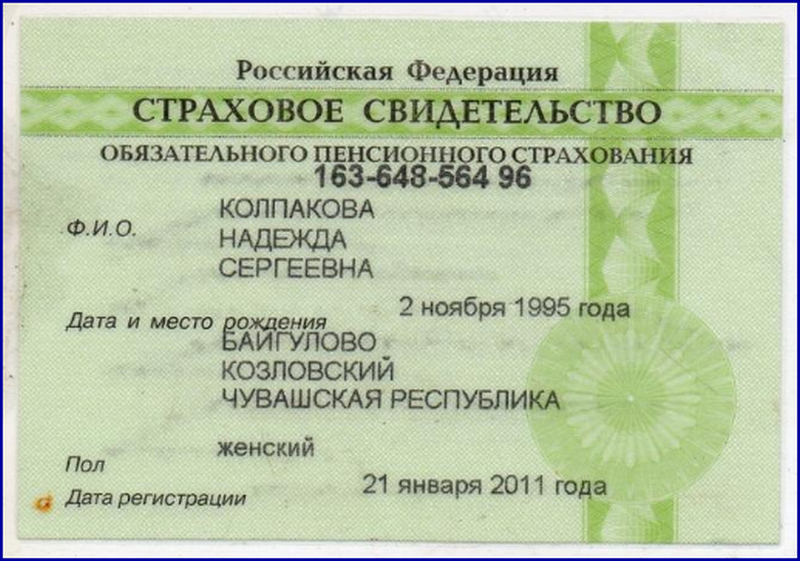 Российская Федерация
СТРАХОВОЕ СВИДЕТЕЛЬСТВО
ОБЯЗАТЕЛЬНОГО ПЕНСИОННОГО СТРАХОВАНИЯ
163-648-564 96
Ф.И.О.
КОЛПАКОВА
НАДЕЖДА
СЕРГЕЕВНА
Дата и место рождения
2 ноября 1995 года
БАЙГУЛОВО
КОЗЛОВСКИЙ
ЧУВАШСКАЯ РЕСПУБЛИКА
Пол
женский
Дата регистрации
21 января 2011 года